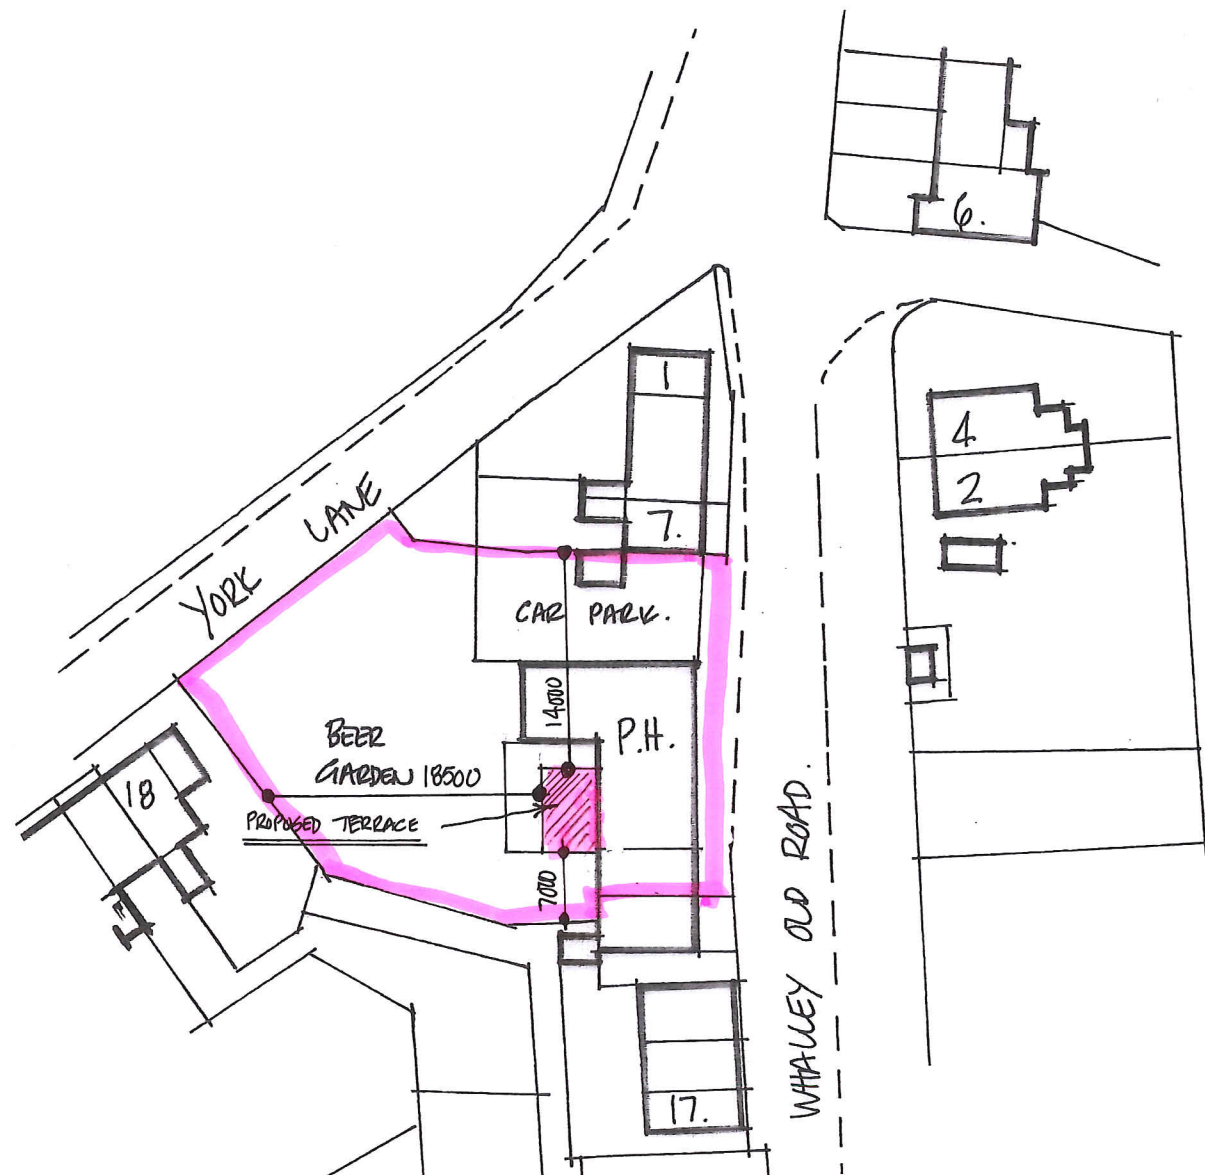 6.
1
4
2
7.
YORK LANE
CAR PARK.
14000
P.H.
BEER
GARDEN 18500
18
PROPOSED TERRACE
7000
WHALLEY OLD ROAD.
17.